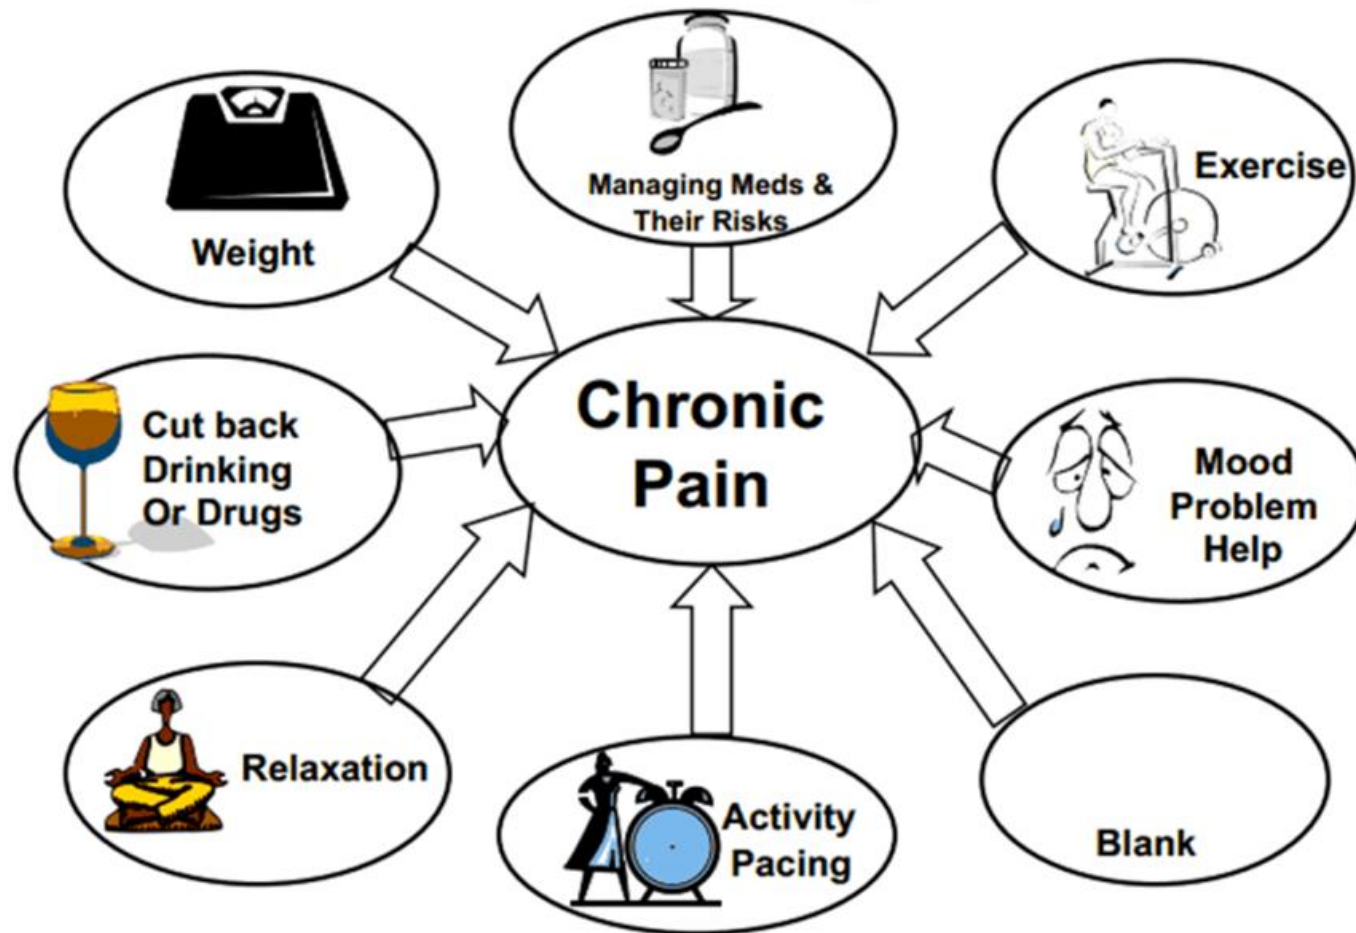 Weight
Managing Meds &
Their Risks
Exercise
Cut back
Drinking
Or Drugs
Chronic
Pain
Mood
Problem
Help
Relaxation
Activity
Pacing
Blank